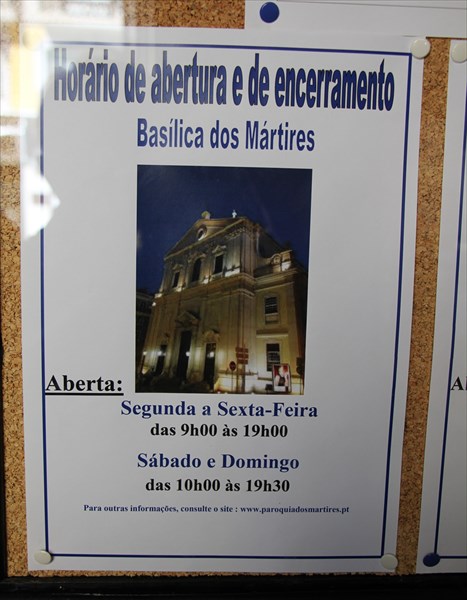 Horário de abertura e de encerramento
Basílica dos Mártires
Aberta:
Segunda a Sexta-Feira
das 9h00 às 19h00
Sábado e Domingo
das 10h00 às 19h30
Para outras informações, consulte o site : www.paroquiadosmartires.pt